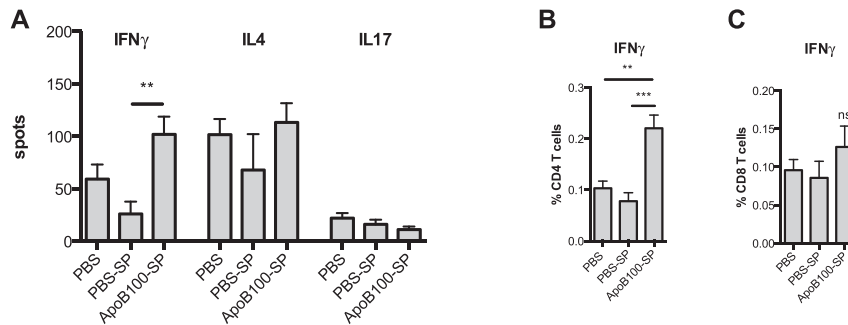 A
IFNγ
IL4
IL17
spots
200
150
100
50
0
**
PBS
PBS-SP
ApoB100-SP
PBS
PBS-SP
ApoB100-SP
PBS
PBS-SP
ApoB100-SP
B
IFNγ
**
***
% CD4 T cells
0.3
0.2
0.1
0.0
PBS
PBS-SP
ApoB100-SP
C
IFNγ
ns
% CD8 T cells
0.20
0.15
0.10
0.05
0.00
PBS
PBS-SP
ApoB100-SP